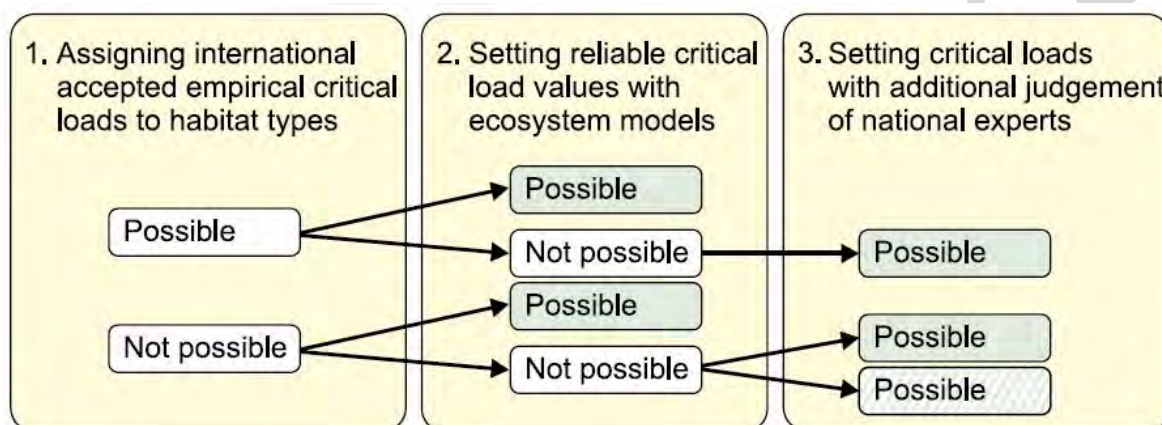 1. Assigning international
accepted empirical critical
loads to habitat types
Possible
Not possible
2. Setting reliable critical
load values with
ecosystem models
Possible
Not possible
Possible
Not possible
3. Setting critical loads
with additional judgement
of national experts
Possible
Possible
Possible